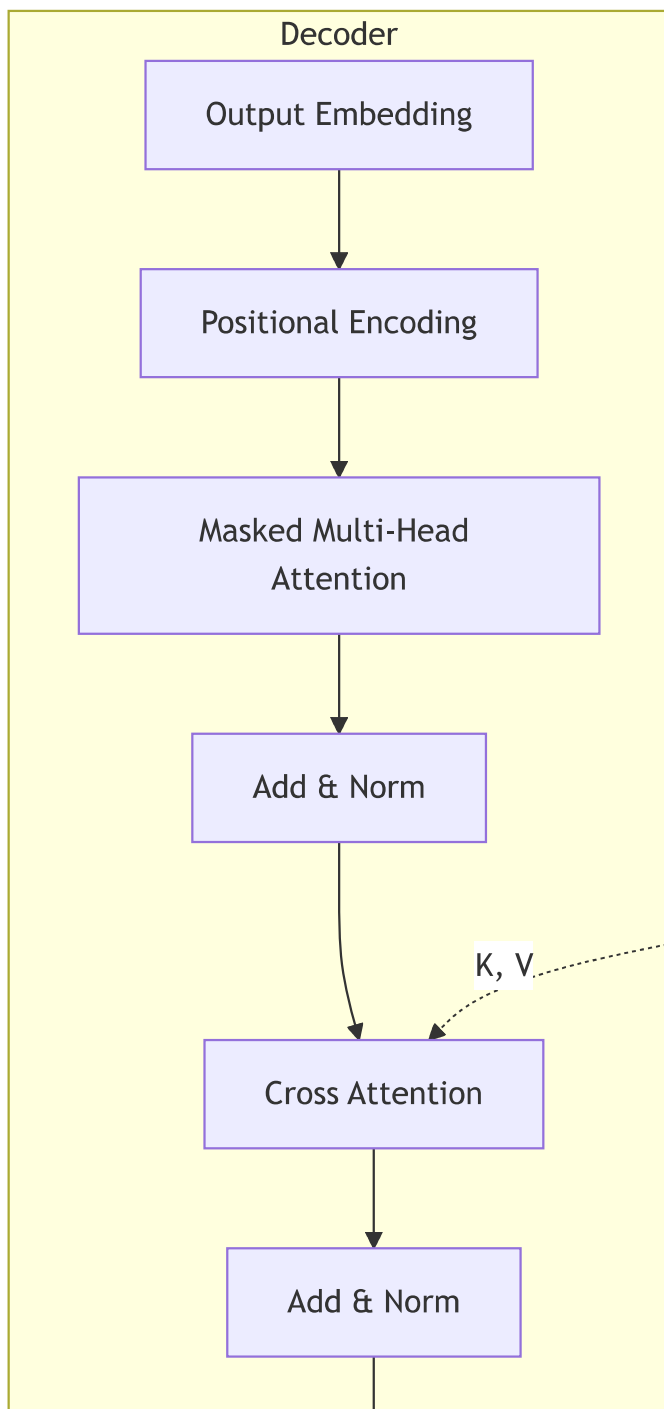 Decoder
Output Embedding
Positional Encoding
Masked Multi-Head
Attention
Add & Norm
K, V
Cross Attention
Add & Norm